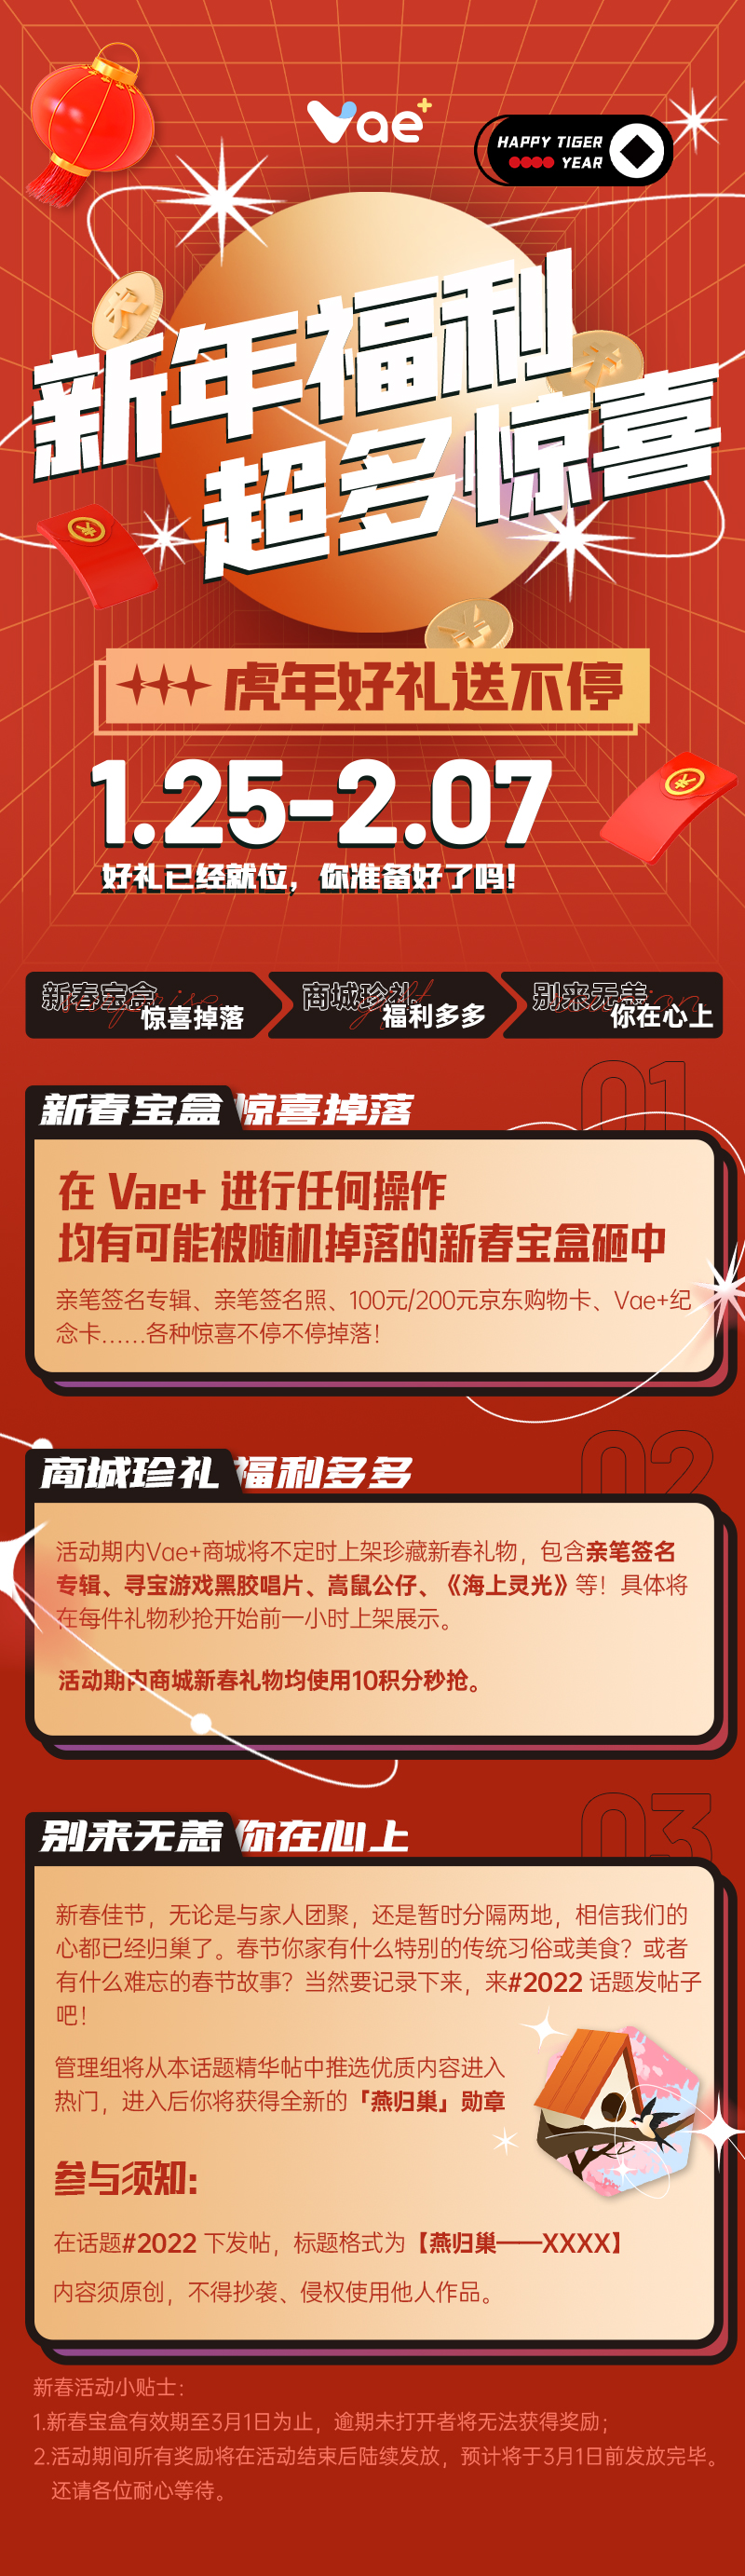 Vae+
HAPPY TIGER
YEAR
新年福利
超多惊喜
虎年好礼送不停
1.25-2.07
好礼已经就位，你准备好了吗！
新春宝盒
惊喜掉落
商城珍礼
福利多多
别来无恙
你在心上
01
新春宝盒 惊喜掉落
在 Vae+ 进行任何操作
均有可能被随机掉落的新春宝盒砸中
亲笔签名专辑、亲笔签名照、100元/200元京东购物卡、Vae+纪
念卡......各种惊喜不停不停掉落！
02
商城珍礼 福利多多
活动期内Vae+商城将不定时上架珍藏新春礼物，包含亲笔签名
专辑、寻宝游戏黑胶唱片、嵩鼠公仔、《海上灵光》等！具体将
在每件礼物秒抢开始前一小时上架展示。
活动期内商城新春礼物均使用10积分秒抢。
03
别来无恙 你在心上
新春佳节，无论是与家人团聚，还是暂时分隔两地，相信我们的
心都已经归巢了。春节你家有什么特别的传统习俗或美食？或者
有什么难忘的春节故事？当然要记录下来，来#2022 话题发帖子
吧！
管理组将从本话题精华帖中推选优质内容进入
热门，进入后你将获得全新的「燕归巢」勋章
参与须知:
在话题#2022 下发帖，标题格式为【燕归巢——XXXX】
内容须原创，不得抄袭、侵权使用他人作品。
新春活动小贴士：
1.新春宝盒有效期至3月1日为止，逾期未打开者将无法获得奖励；
2.活动期间所有奖励将在活动结束后陆续发放，预计将于3月1日前发放完毕。
还请各位耐心等待。